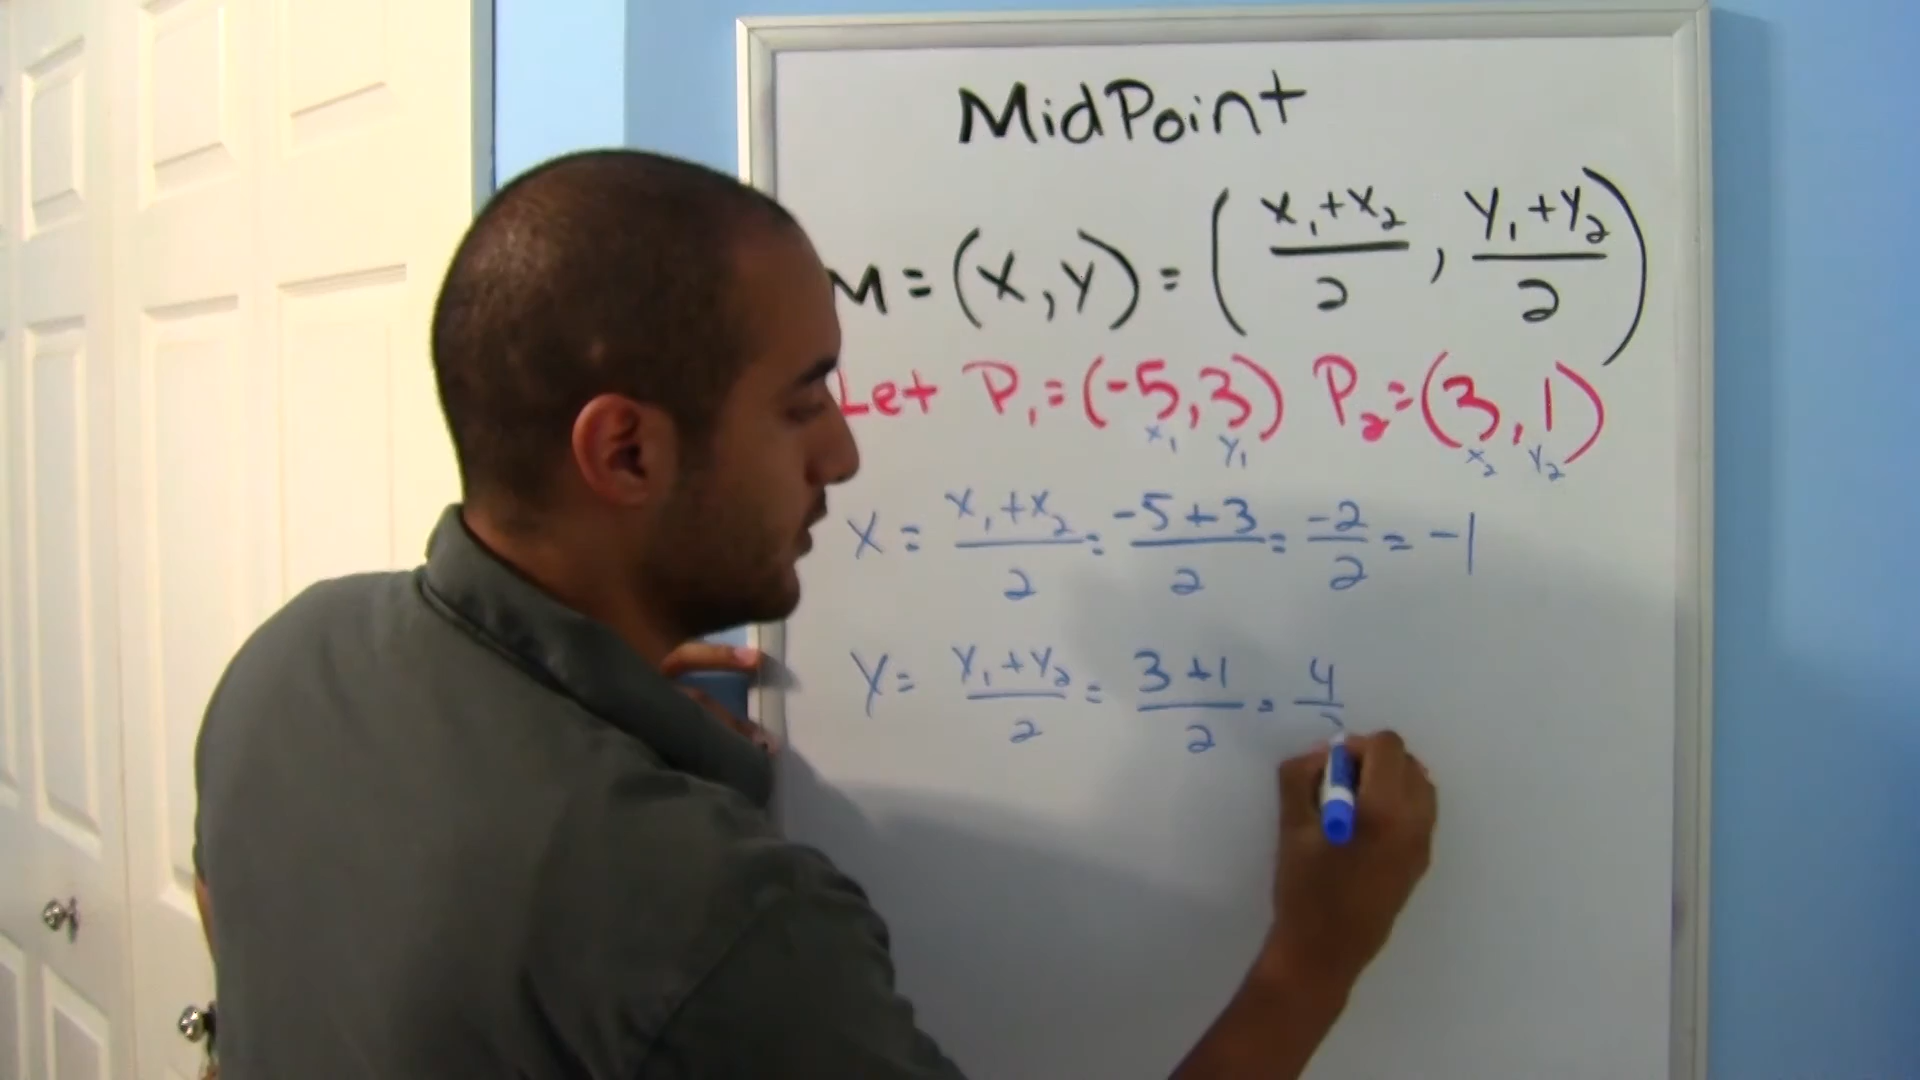 MidPoint
M = (X, Y) = ( (X₁+X₂)/2 , (Y₁+Y₂)/2 )
Let P₁ = (-5, 3) P₂ = (3, 1)
X₁ Y₁ X₂ Y₂
X = (X₁+X₂)/2 = (-5+3)/2 = -2/2 = -1
Y = (Y₁+Y₂)/2 = (3+1)/2 = 4/